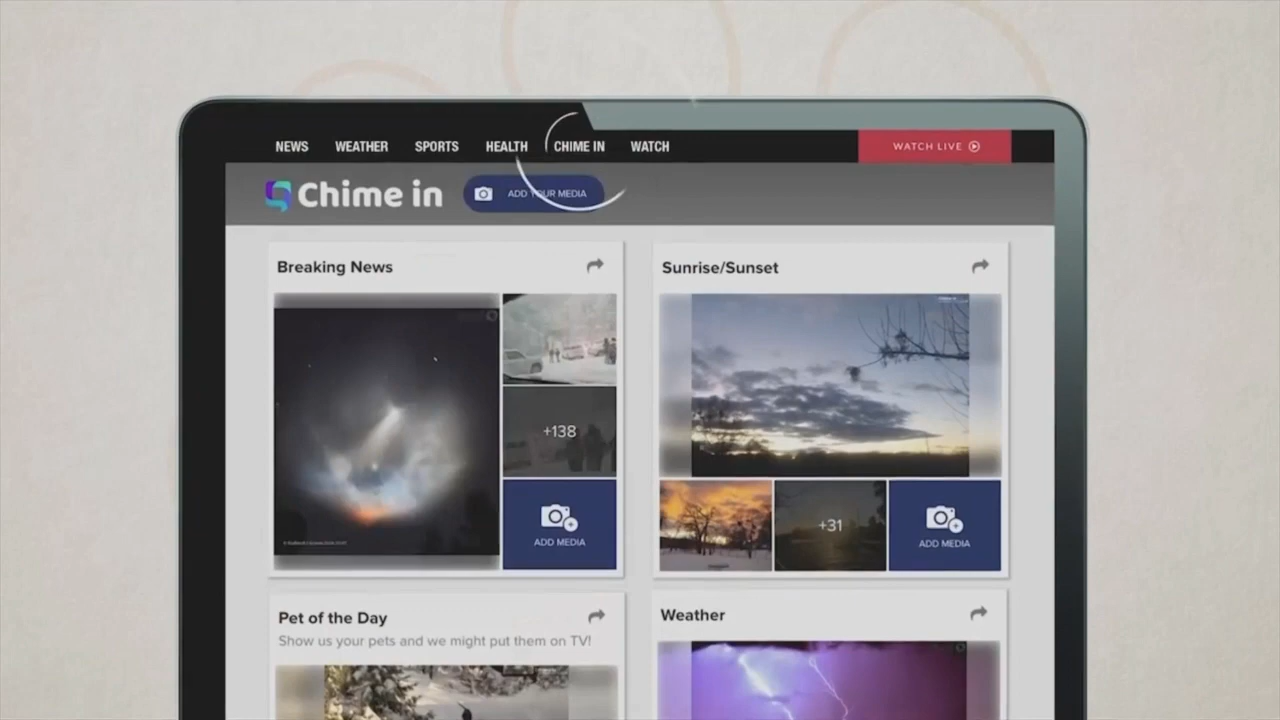 NEWS WEATHER SPORTS HEALTH CHIME IN WATCH WATCH LIVE
Chime in ADD YOUR MEDIA
Breaking News
+138
ADD MEDIA
Sunrise/Sunset
+31
ADD MEDIA
Pet of the Day
Show us your pets and we might put them on TV!
Weather